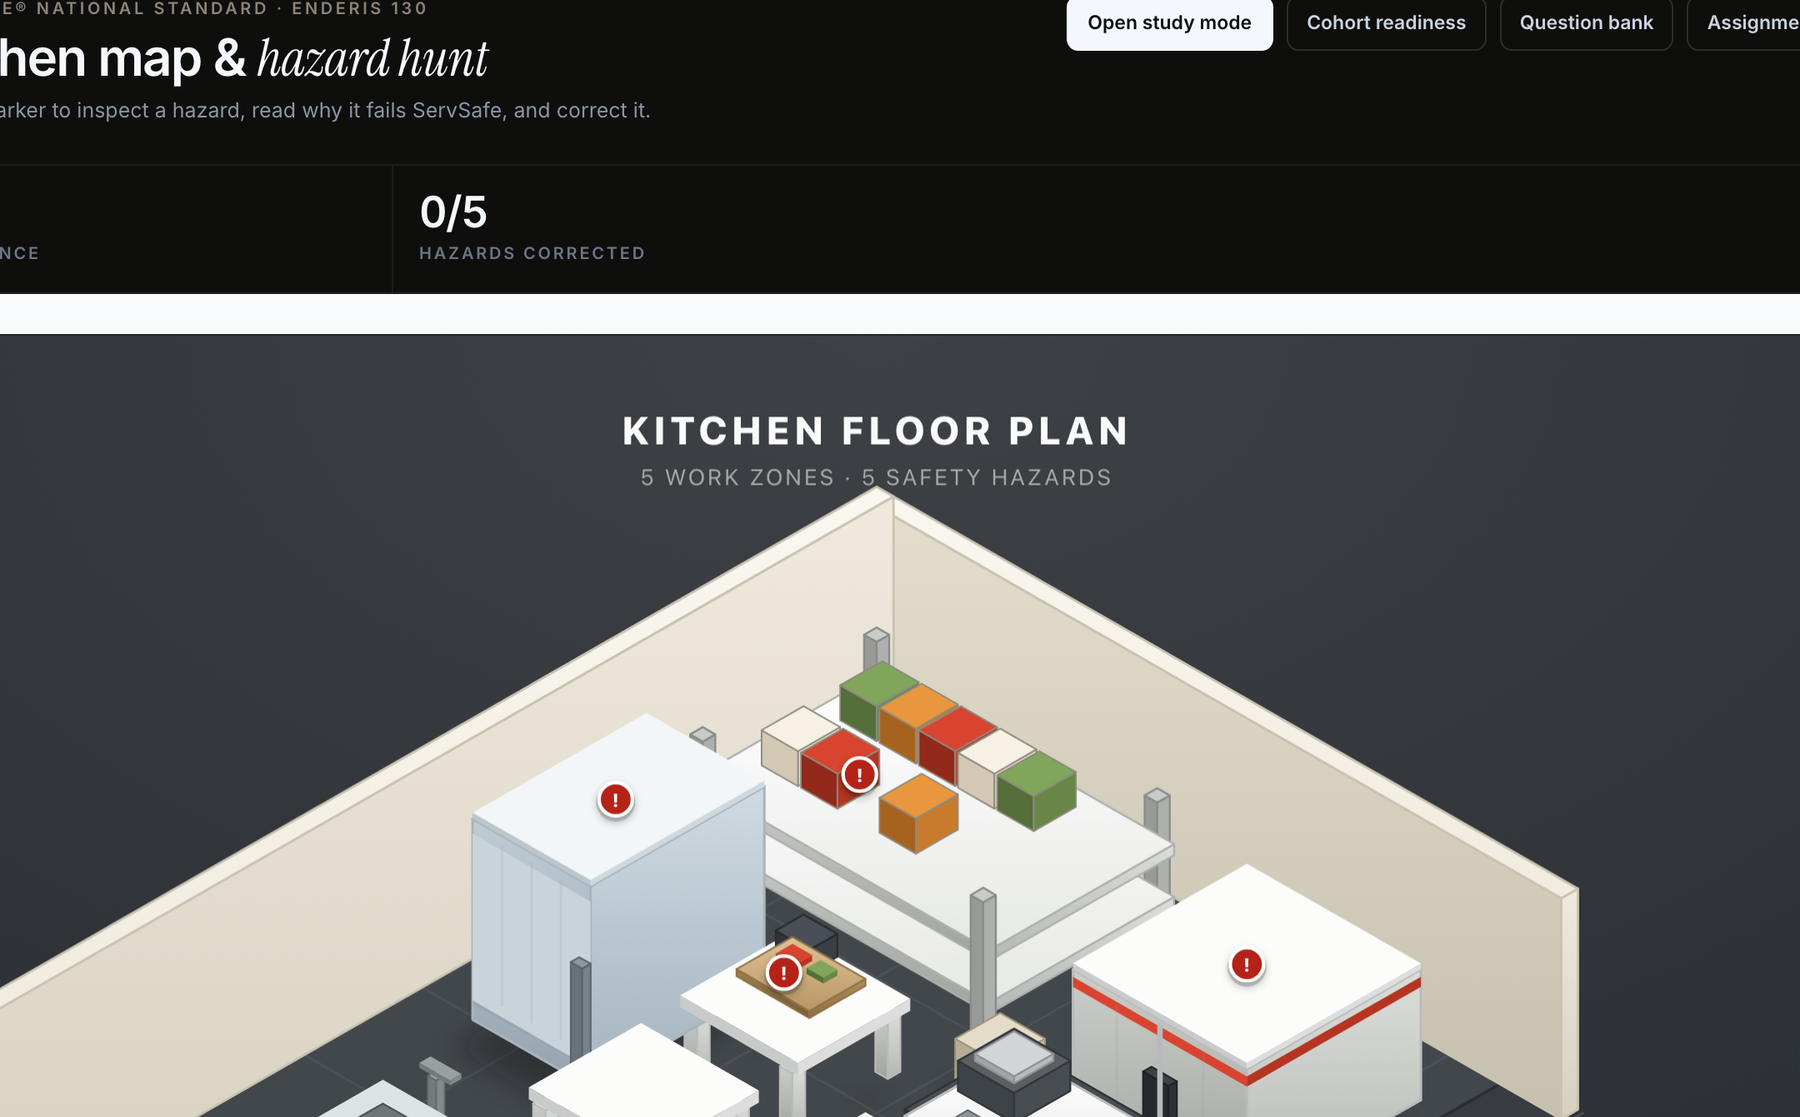 E® NATIONAL STANDARD · ENDERIS 130
hen map & hazard hunt
arker to inspect a hazard, read why it fails ServSafe, and correct it.
Open study mode
Cohort readiness
Question bank
Assignme
NCE
0/5
HAZARDS CORRECTED
KITCHEN FLOOR PLAN
5 WORK ZONES · 5 SAFETY HAZARDS
!
!
!
!